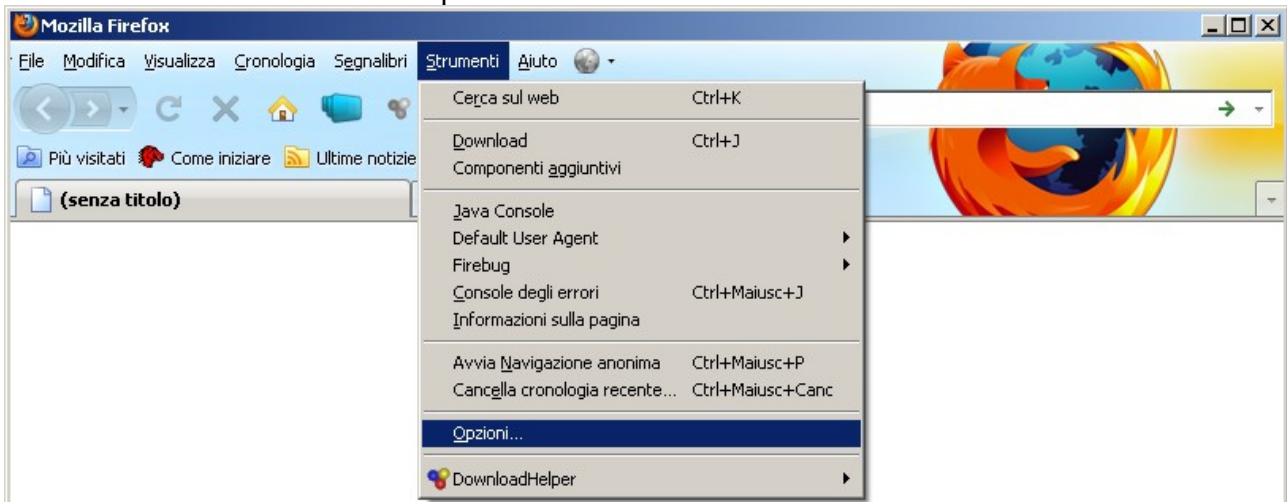 Mozilla Firefox
File Modifica Visualizza Cronologia Segnalibri Strumenti Aiuto
Cerca sul web Ctrl+K
Più visitati Come iniziare Ultime notizie
Download Ctrl+J
Componenti aggiuntivi
(senza titolo)
Java Console
Default User Agent
Firebug
Console degli errori Ctrl+Maiusc+J
Informazioni sulla pagina
Avvia Navigazione anonima Ctrl+Maiusc+P
Cancella cronologia recente... Ctrl+Maiusc+Canc
Opzioni...
DownloadHelper